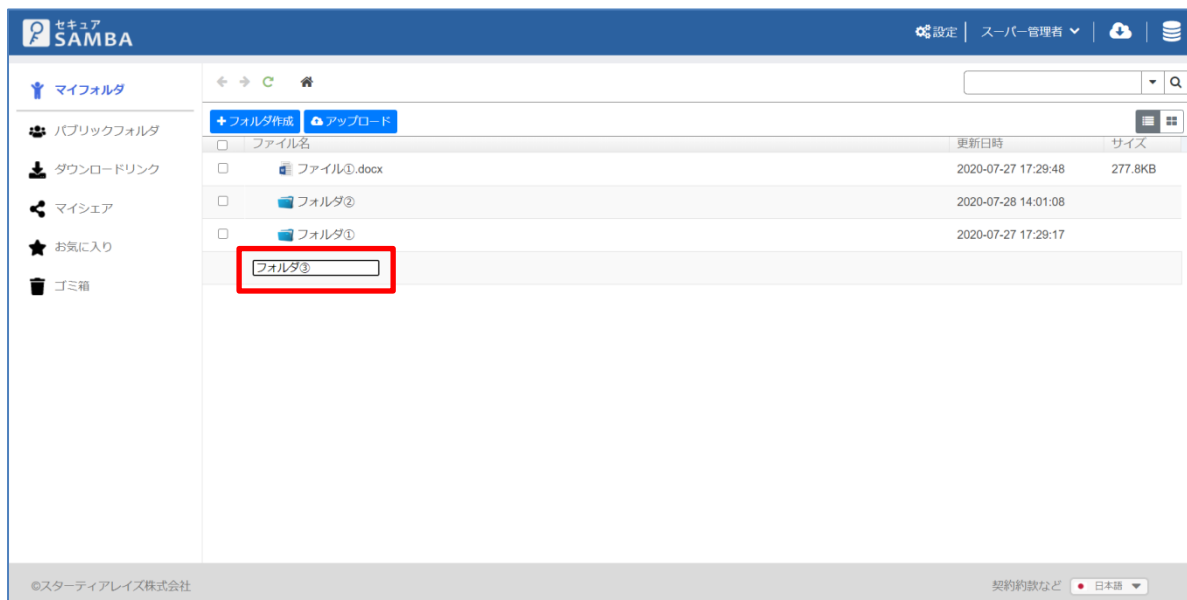 セキュア
SAMBA
設定 スーパー管理者
マイフォルダ
パブリックフォルダ
ダウンロードリンク
マイシェア
お気に入り
ゴミ箱
+フォルダ作成 アップロード
ファイル名 更新日時 サイズ
ファイル①.docx 2020-07-27 17:29:48 277.8KB
フォルダ② 2020-07-28 14:01:08
フォルダ① 2020-07-27 17:29:17
フォルダ③
©スターティアレイズ株式会社 契約約款など 日本語